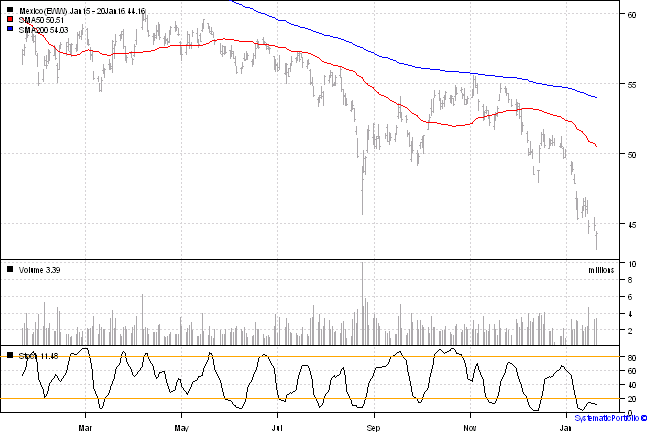 Mexico(EWW) Jan15 - 20Jan16 44.16
SMA50 50.51
SMA200 54.03
60
55
50
45
Volume 3.39
millions
10
8
6
4
2
Stoch 11.48
80
60
40
20
0
Mar May Jul Sep Nov Jan
SystematicPortfolio ©